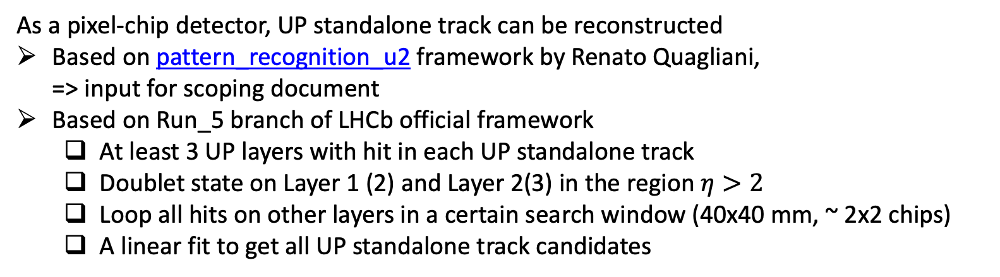 As a pixel-chip detector, UP standalone track can be reconstructed
➢ Based on pattern_recognition_u2 framework by Renato Quagliani,
=> input for scoping document
➢ Based on Run_5 branch of LHCb official framework
❑ At least 3 UP layers with hit in each UP standalone track
❑ Doublet state on Layer 1 (2) and Layer 2(3) in the region η > 2
❑ Loop all hits on other layers in a certain search window (40x40 mm, ~ 2x2 chips)
❑ A linear fit to get all UP standalone track candidates